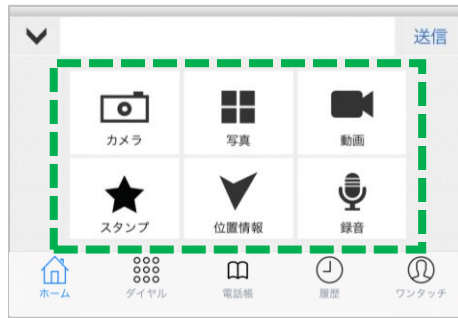 送信
カメラ 写真 動画
スタンプ 位置情報 録音
ホーム ダイヤル 電話帳 履歴 ワンタッチ